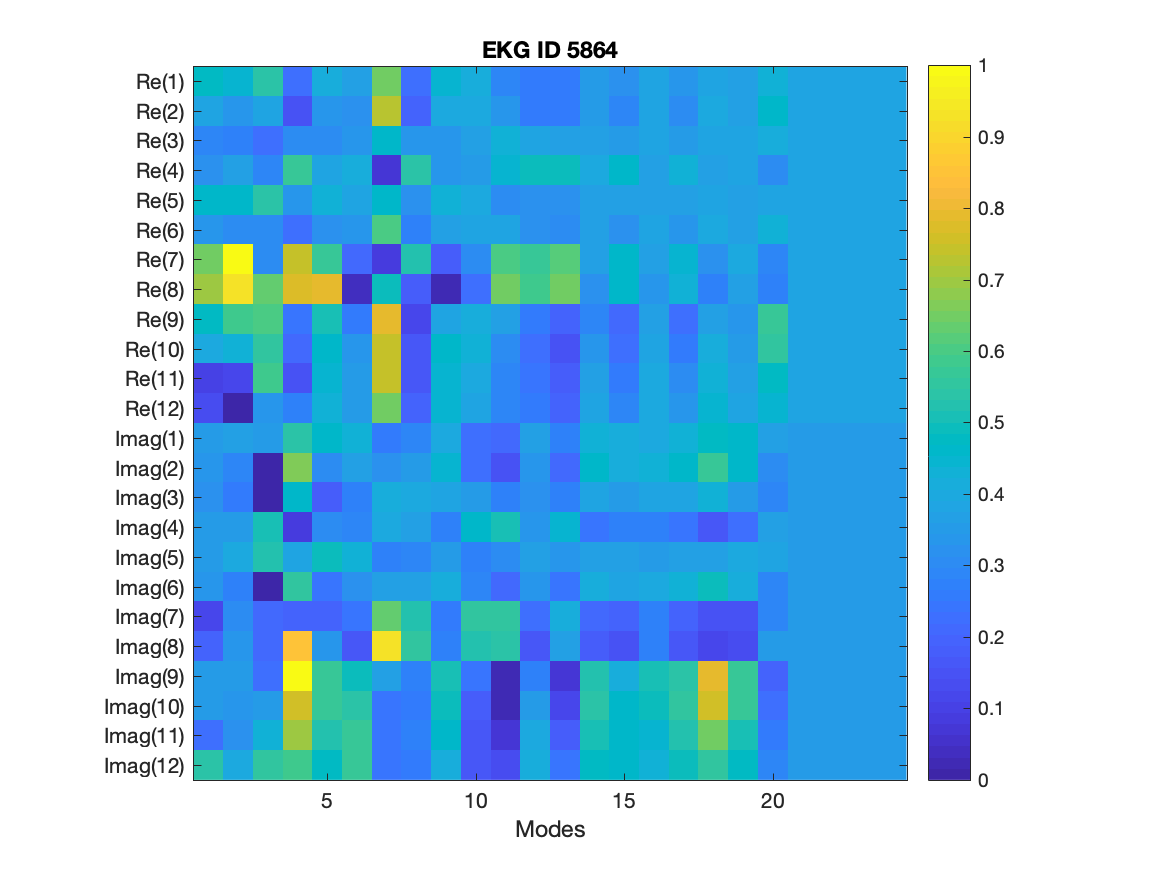 EKG ID 5864
Re(1)
Re(2)
Re(3)
Re(4)
Re(5)
Re(6)
Re(7)
Re(8)
Re(9)
Re(10)
Re(11)
Re(12)
Imag(1)
Imag(2)
Imag(3)
Imag(4)
Imag(5)
Imag(6)
Imag(7)
Imag(8)
Imag(9)
Imag(10)
Imag(11)
Imag(12)
5 10 15 20
Modes
1
0.9
0.8
0.7
0.6
0.5
0.4
0.3
0.2
0.1
0